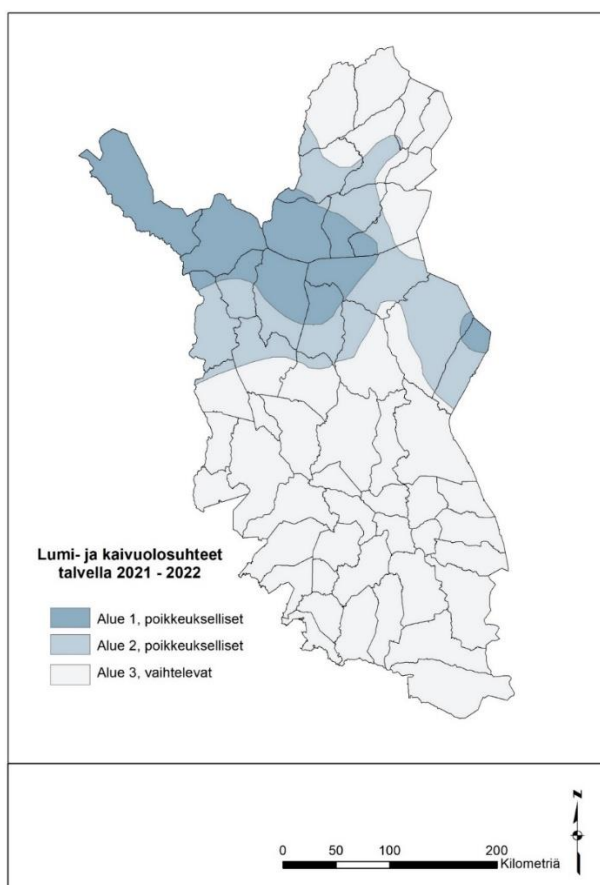 Lumi- ja kaivuolosuhteet
talvella 2021 - 2022
Alue 1, poikkeukselliset
Alue 2, poikkeukselliset
Alue 3, vaihtelevat
N
0 50 100 200
Kilometriä